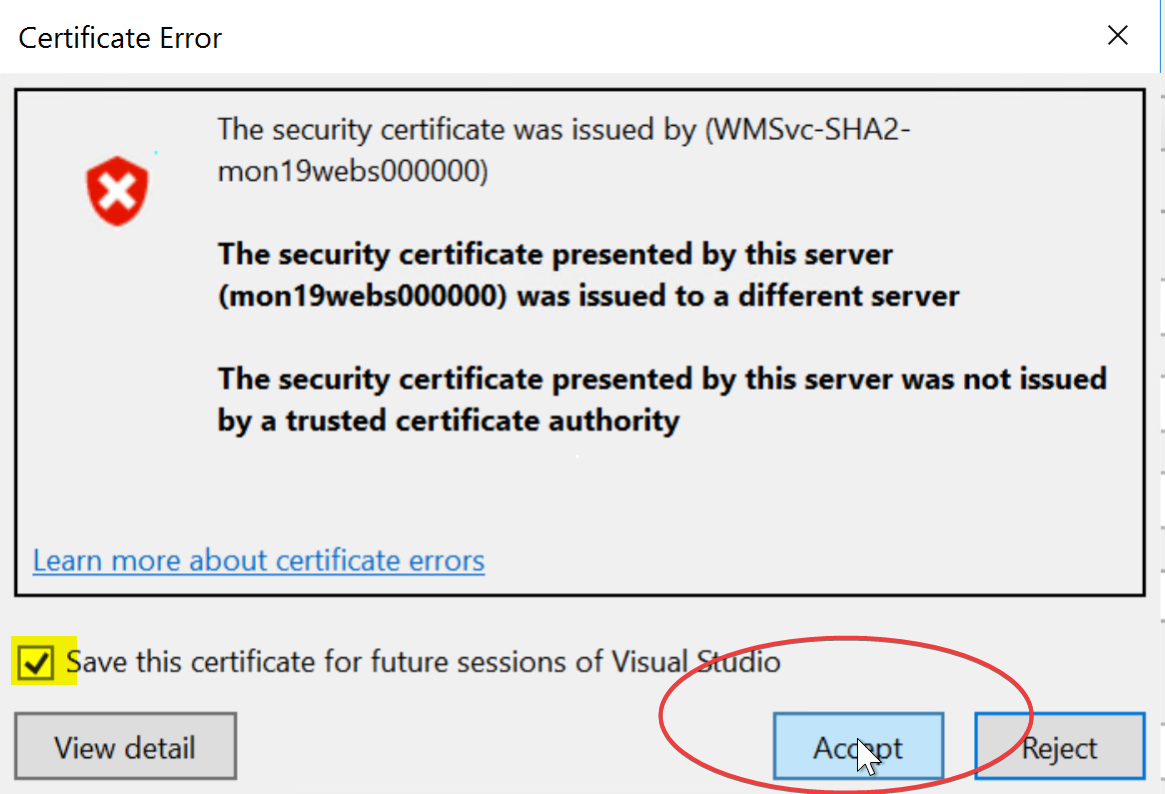 Certificate Error
The security certificate was issued by (WMSvc-SHA2-
mon19webs000000)
The security certificate presented by this server
(mon19webs000000) was issued to a different server
The security certificate presented by this server was not issued
by a trusted certificate authority
Learn more about certificate errors
Save this certificate for future sessions of Visual Studio
View detail
Accept
Reject